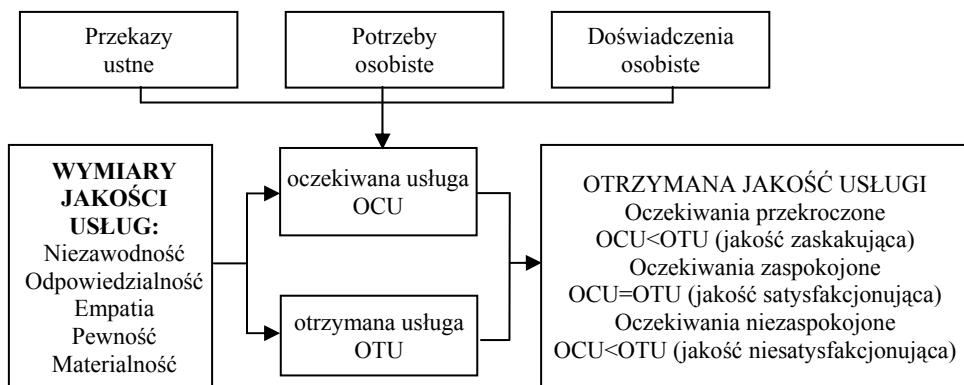 Przekazy
ustne
Potrzeby
osobiste
Doświadczenia
osobiste
WYMIARY
JAKOŚCI
USŁUG:
Niezawodność
Odpowiedzialność
Empatia
Pewność
Materialność
oczekiwana usługa
OCU
otrzymana usługa
OTU
OTRZYMANA JAKOŚĆ USŁUGI
Oczekiwania przekroczone
OCU<OTU (jakość zaskakująca)
Oczekiwania zaspokojone
OCU=OTU (jakość satysfakcjonująca)
Oczekiwania niezaspokojone
OCU<OTU (jakość niesatysfakcjonująca)